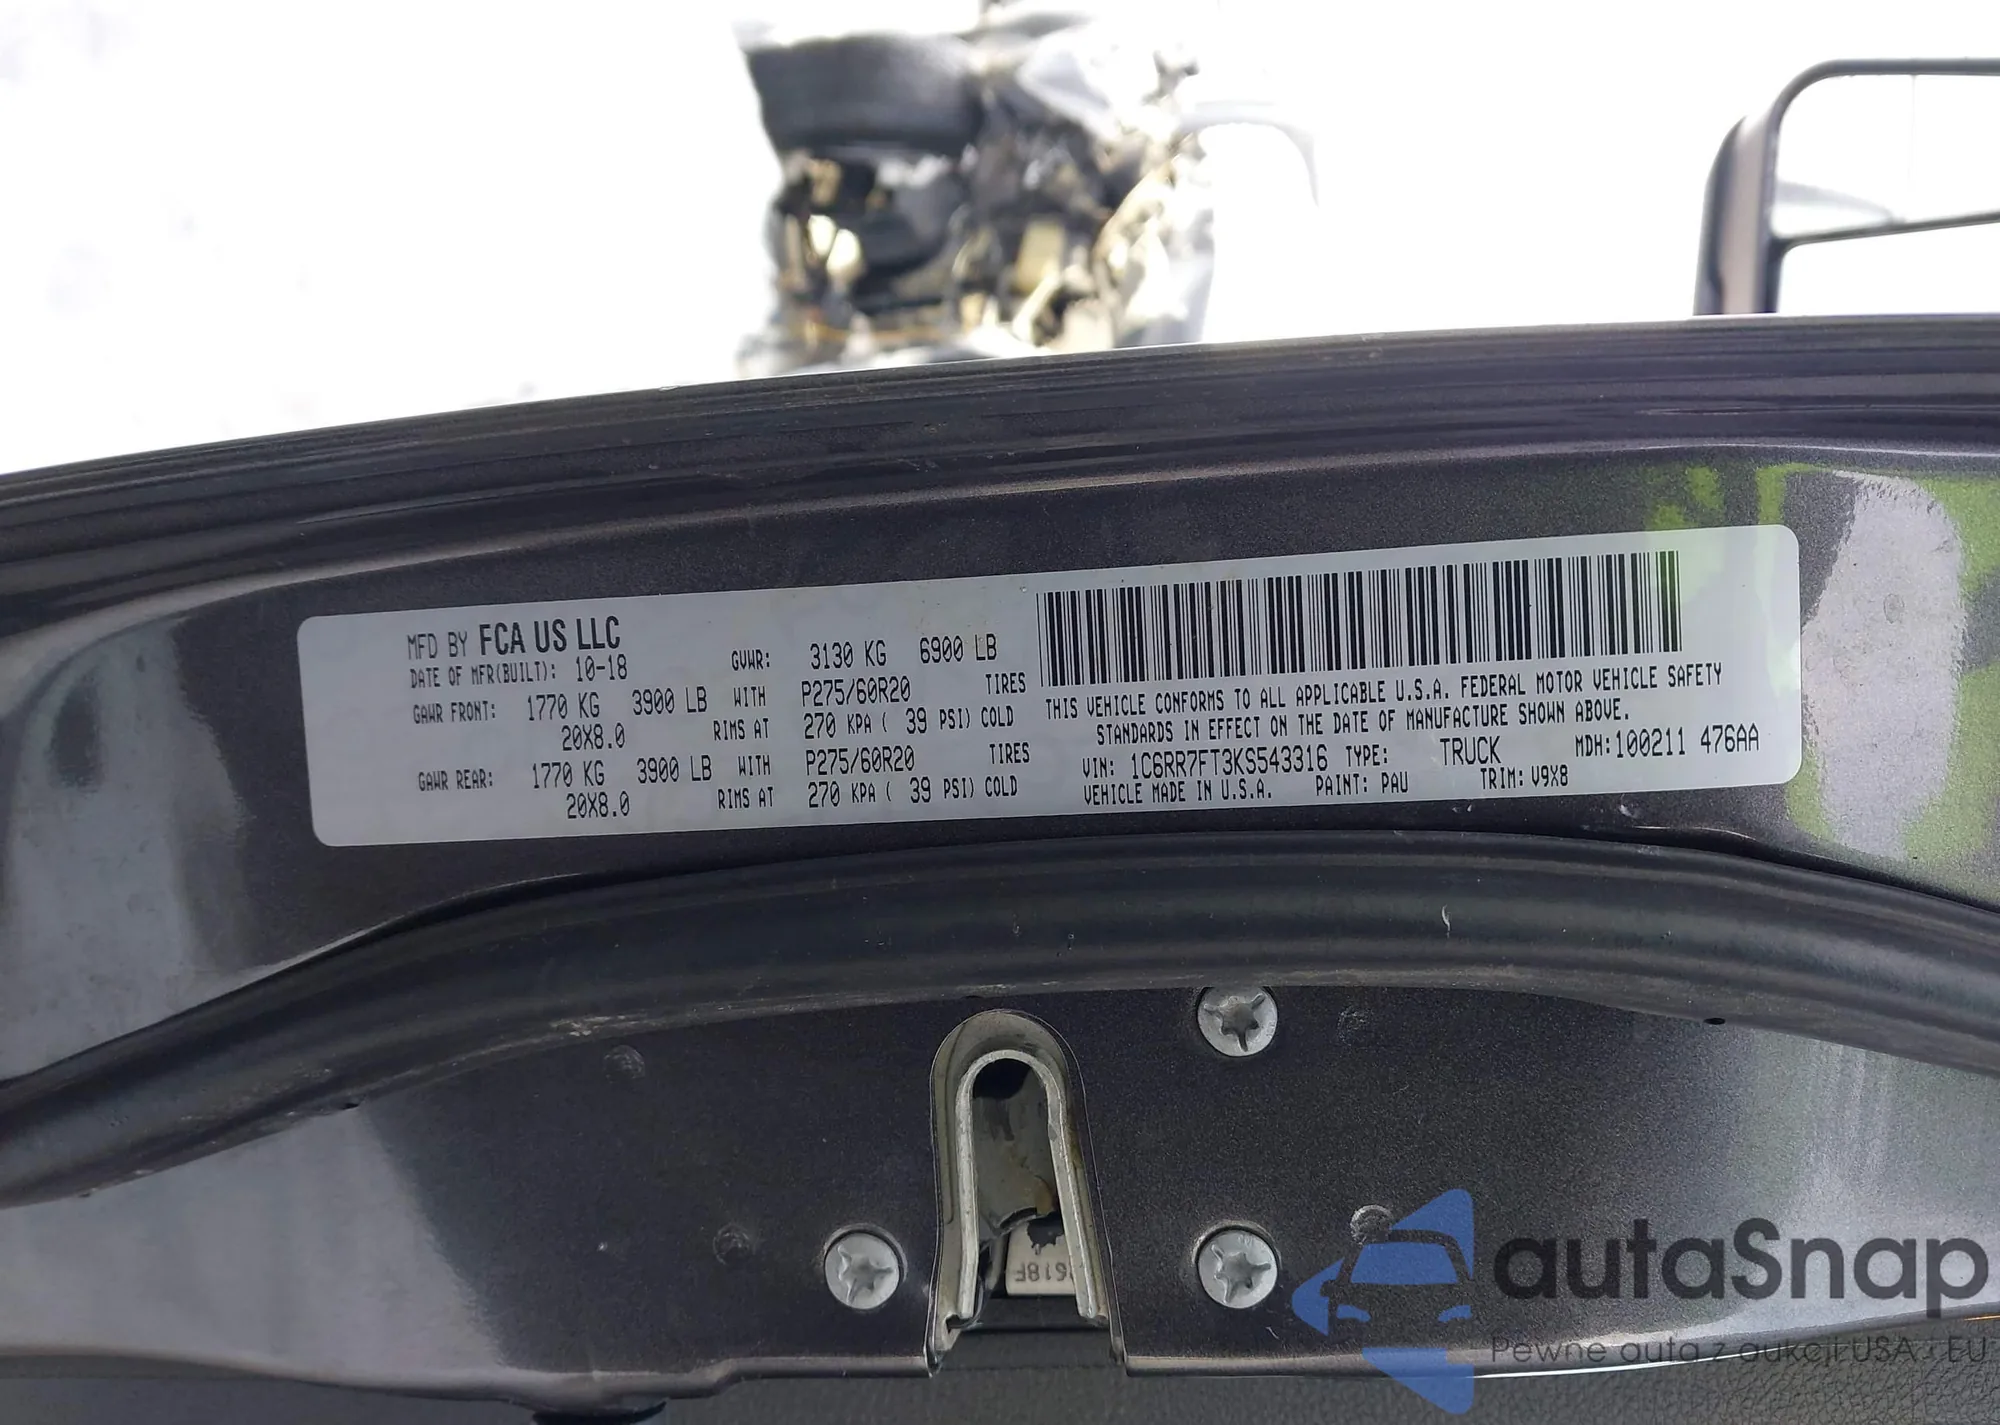 MFD BY FCA US LLC
DATE OF MFR(BUILT): 10-18 GVWR: 3130 KG 6900 LB
GAWR FRONT: 1770 KG 3900 LB WITH P275/60R20 TIRES
20X8.0 RIMS AT 270 KPA ( 39 PSI) COLD
GAWR REAR: 1770 KG 3900 LB WITH P275/60R20 TIRES
20X8.0 RIMS AT 270 KPA ( 39 PSI) COLD
THIS VEHICLE CONFORMS TO ALL APPLICABLE U.S.A. FEDERAL MOTOR VEHICLE SAFETY
STANDARDS IN EFFECT ON THE DATE OF MANUFACTURE SHOWN ABOVE.
VIN: 1C6RR7FT3KS543316 TYPE: TRUCK MDH:100211 476AA
VEHICLE MADE IN U.S.A. PAINT: PAU TRIM: V9X8
autaSnap
Pewne auta z aukcji USA i EU